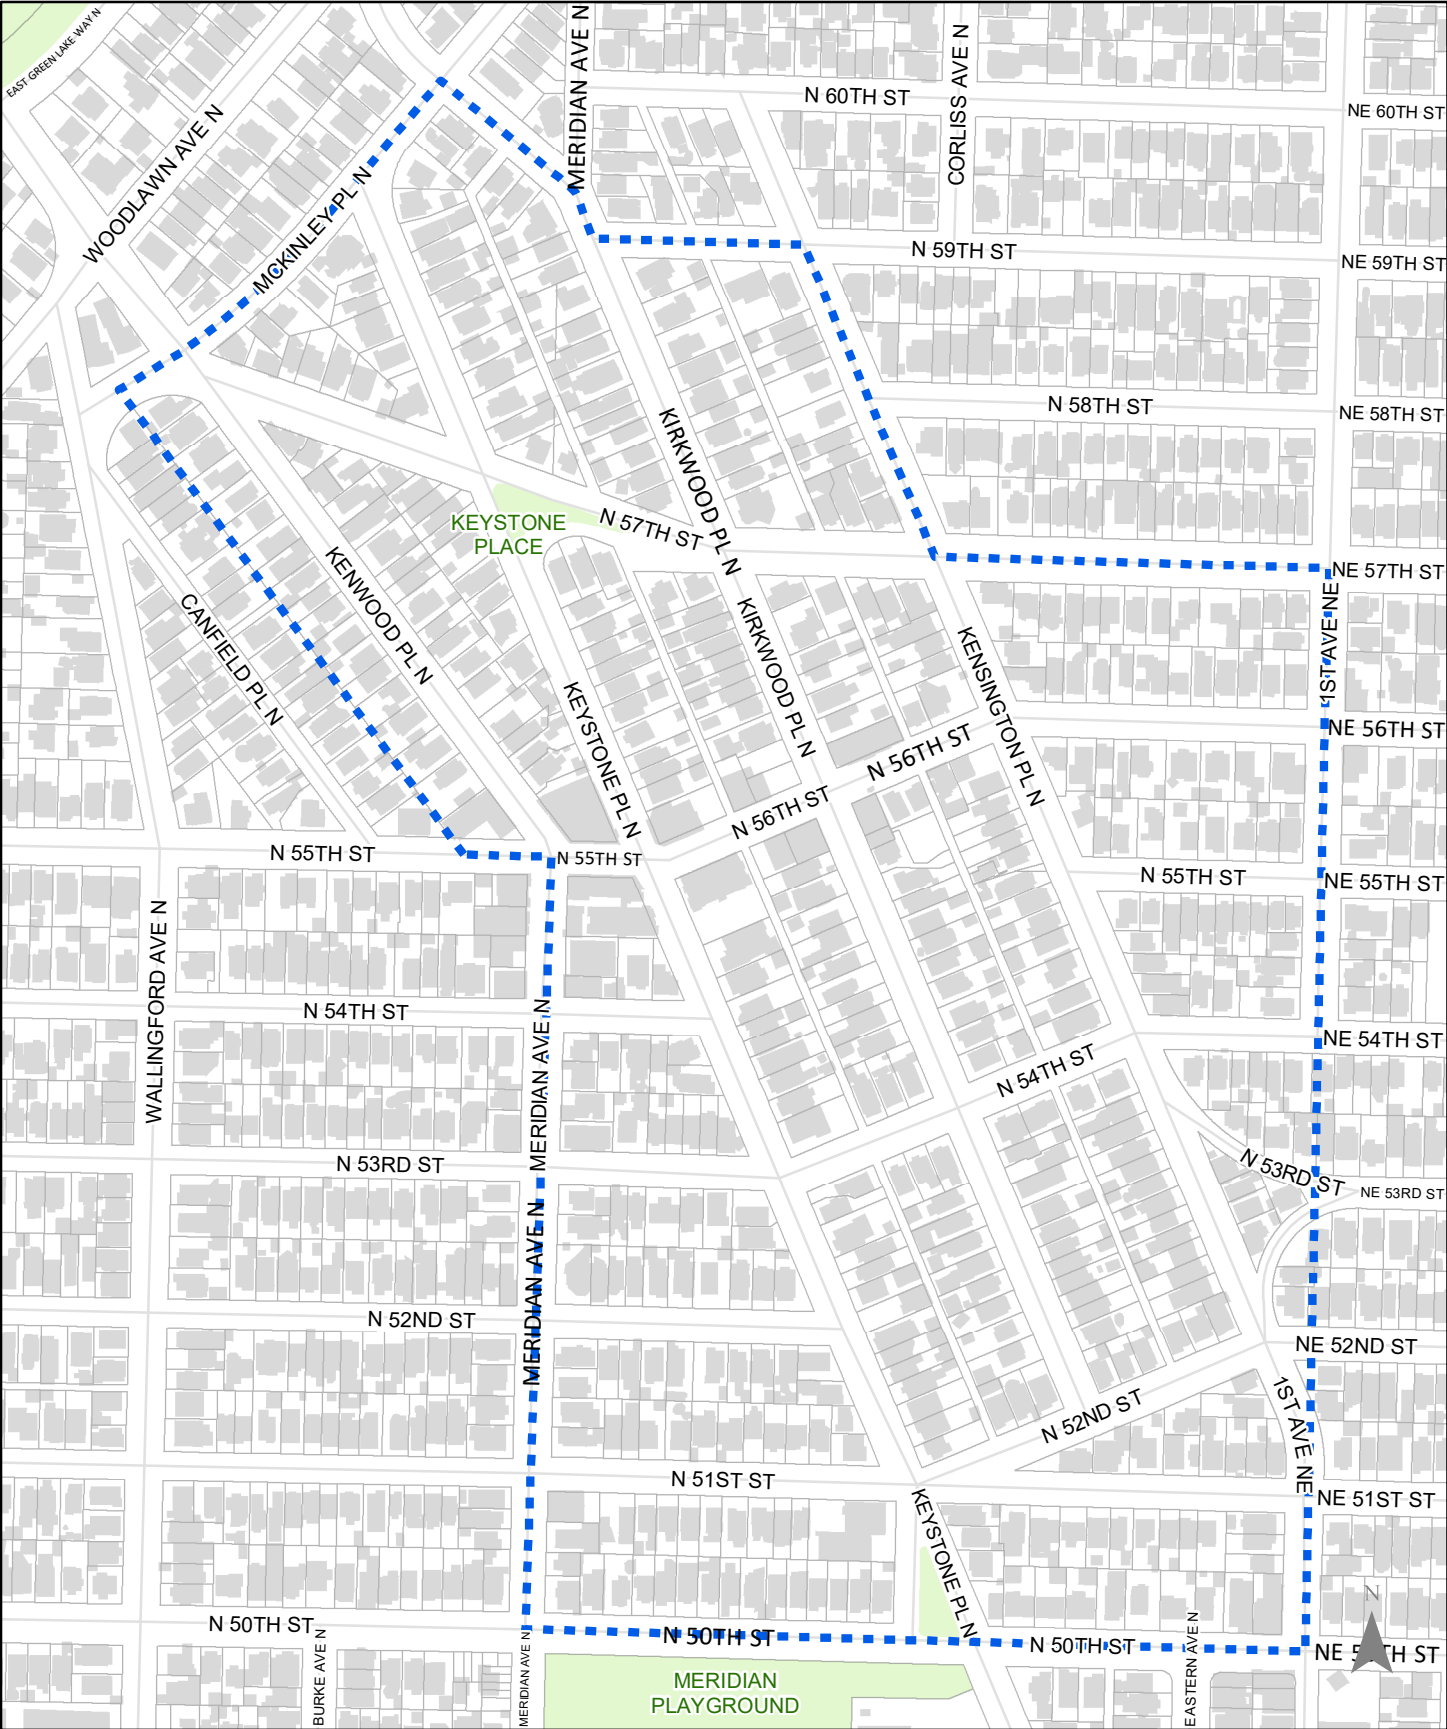 EAST GREEN LAKE WAY N
MERIDIAN AVE N
CORLISS AVE N
N 60TH ST
NE 60TH ST
WOODLAWN AVE N
MCKINLEY PL N
N 59TH ST
NE 59TH ST
N 58TH ST
NE 58TH ST
KIRKWOOD PL N
KEYSTONE
PLACE
N 57TH ST
NE 57TH ST
KENWOOD PL N
CANFIELD PL N
KIRKWOOD PL N
1ST AVE NE
KENSINGTON PL N
KEYSTONE PL N
N 56TH ST
NE 56TH ST
N 56TH ST
N 55TH ST
N 55TH ST
N 55TH ST
NE 55TH ST
WALLINGFORD AVE N
N 54TH ST
MERIDIAN AVE N
N 54TH ST
NE 54TH ST
N 53RD ST
N 53RD ST
NE 53RD ST
MERIDIAN AVE N
N 52ND ST
NE 52ND ST
N 52ND ST
1ST AVE NE
N 51ST ST
NE 51ST ST
KEYSTONE PL N
N
N 50TH ST
N 50TH ST
N 50TH ST
BURKE AVE N
MERIDIAN AVE N
EASTERN AVE N
MERIDIAN
PLAYGROUND